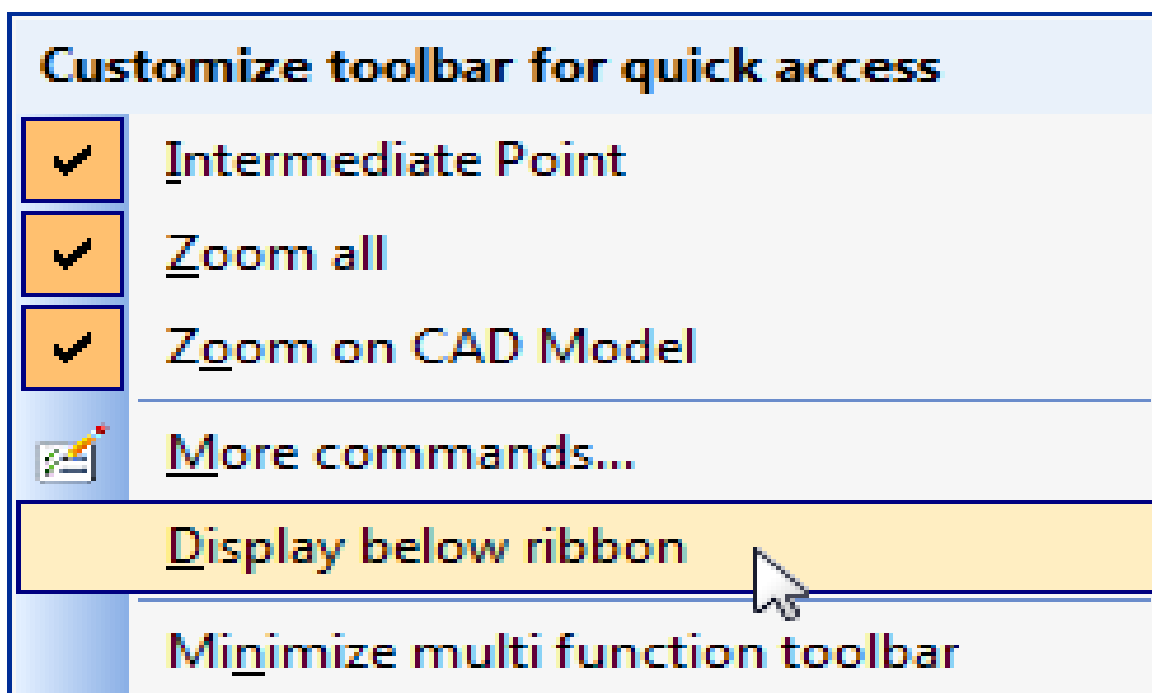 Customize toolbar for quick access
Intermediate Point
Zoom all
Zoom on CAD Model
More commands...
Display below ribbon
Minimize multi function toolbar